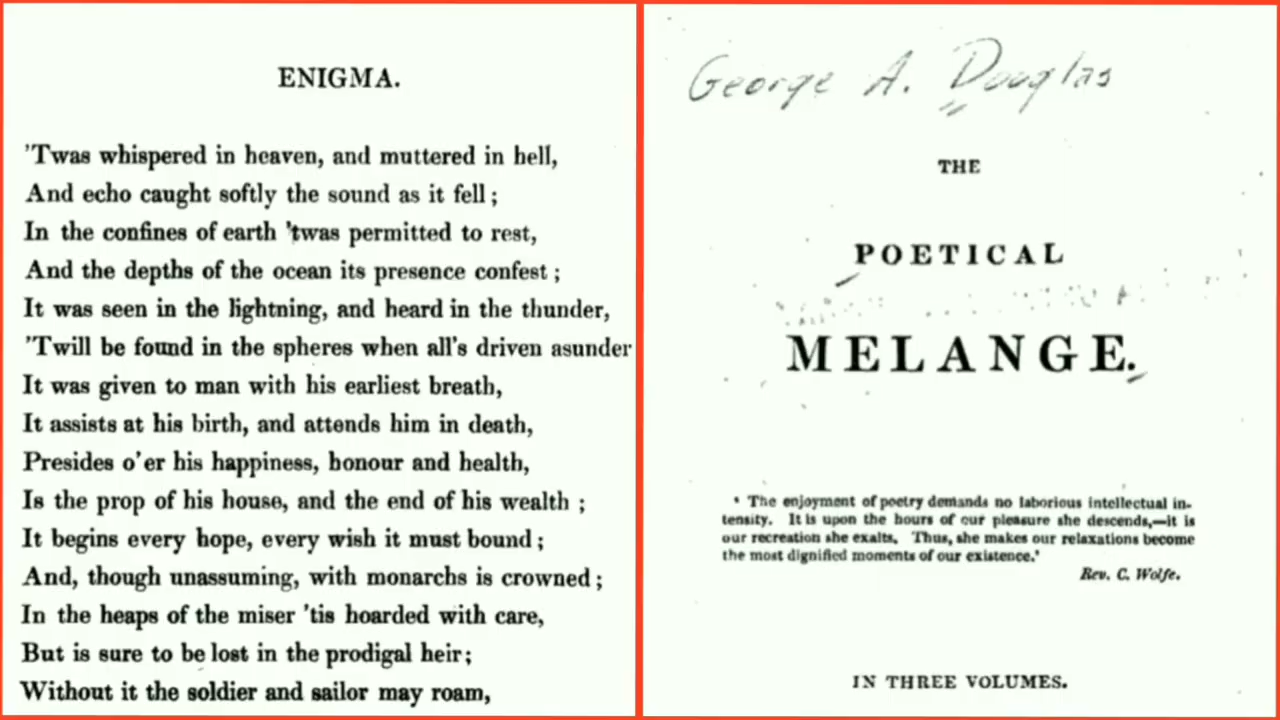 ENIGMA.
'Twas whispered in heaven, and muttered in hell,
And echo caught softly the sound as it fell;
In the confines of earth 'twas permitted to rest,
And the depths of the ocean its presence confest;
It was seen in the lightning, and heard in the thunder,
'Twill be found in the spheres when all's driven asunder
It was given to man with his earliest breath,
It assists at his birth, and attends him in death,
Presides o'er his happiness, honour and health,
Is the prop of his house, and the end of his wealth;
It begins every hope, every wish it must bound;
And, though unassuming, with monarchs is crowned;
In the heaps of the miser 'tis hoarded with care,
But is sure to be lost in the prodigal heir;
Without it the soldier and sailor may roam,
George A. Douglas
THE
POETICAL
MELANGE.
' The enjoyment of poetry demands no laborious intellectual in-
tensity. It is upon the hours of our pleasure she descends,—it is
our recreation she exalts. Thus, she makes our relaxations become
the most dignified moments of our existence.'
Rev. C. Wolfe.
IN THREE VOLUMES.